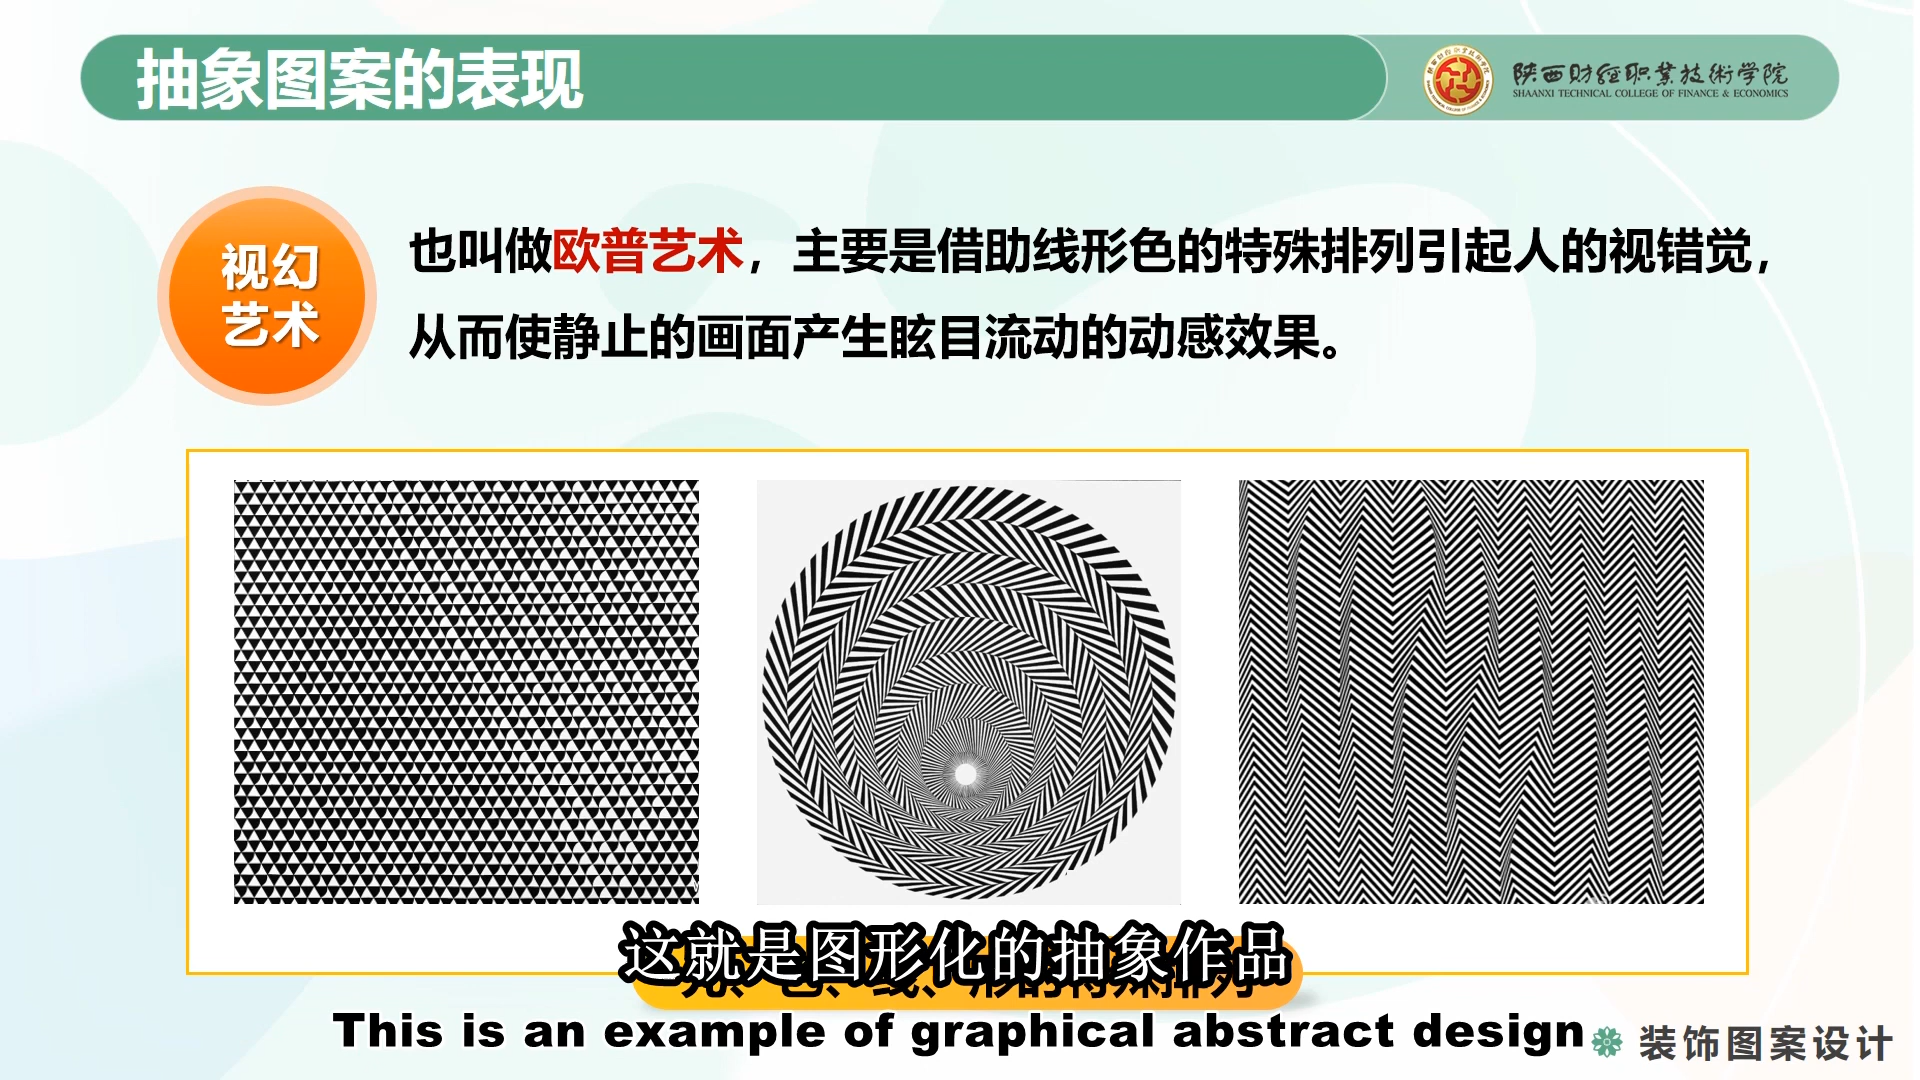 抽象图案的表现
陕西财经职业技術学院
SHAANXI TECHNICAL COLLEGE OF FINANCE & ECONOMICS
视幻
艺术
也叫做欧普艺术，主要是借助线形色的特殊排列引起人的视错觉，
从而使静止的画面产生眩目流动的动感效果。
这就是图形化的抽象作品
This is an example of graphical abstract design
装饰图案设计